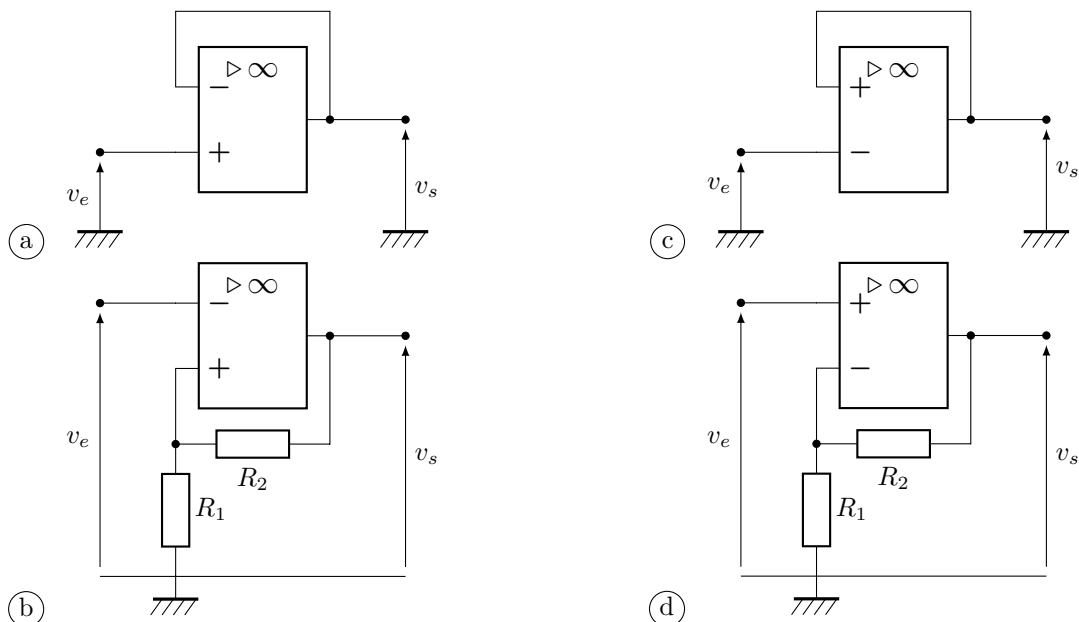 ▷ ∞
−
+
v_e
v_s
a
▷ ∞
+
−
v_e
v_s
c
▷ ∞
−
+
v_e
v_s
R_2
R_1
b
▷ ∞
+
−
v_e
v_s
R_2
R_1
d